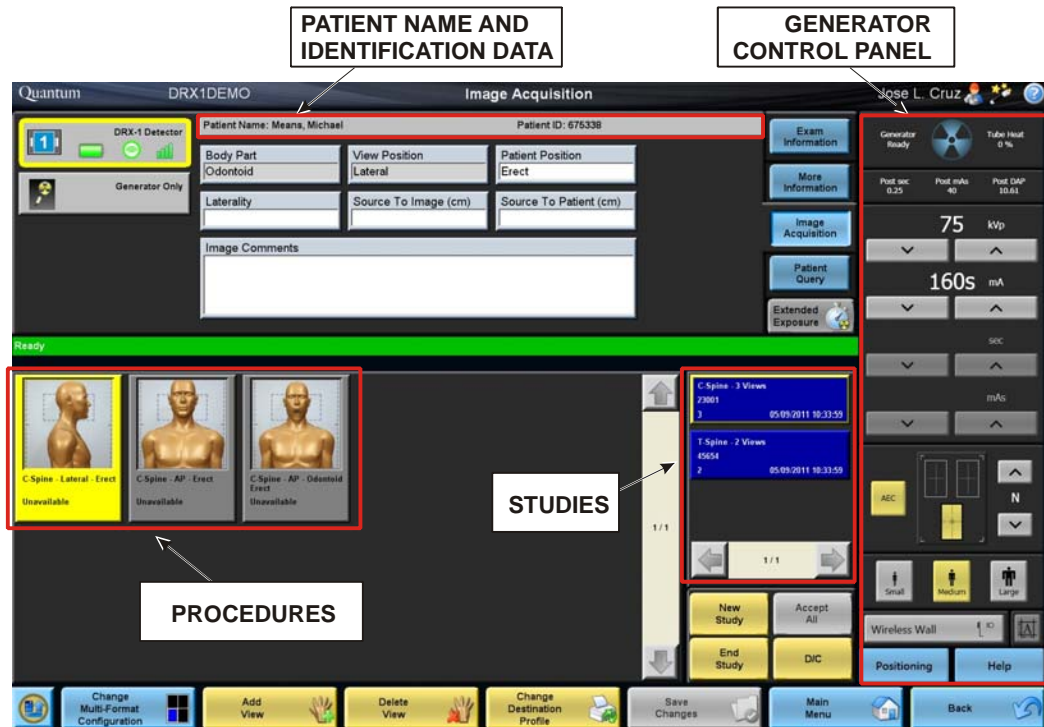 PATIENT NAME AND
IDENTIFICATION DATA
GENERATOR
CONTROL PANEL
Quantum
DRX1DEMO
Image Acquisition
Jose L. Cruz
?
1
DRX-1 Detector
Generator Only
Patient Name: Means, Michael
Patient ID: 675338
Body Part
Odontoid
View Position
Lateral
Patient Position
Erect
Laterality
Source To Image (cm)
Source To Patient (cm)
Image Comments
Exam
Information
More
Information
Image
Acquisition
Patient
Query
Extended
Exposure
Generator
Ready
Tube Heat
0 %
Post sec
0.25
Post mAs
40
Post DAP
10.61
75 kVp
160s mA
sec
mAs
AEC
N
Small
Medium
Large
Wireless Wall
Positioning
Help
Ready
C-Spine - Lateral - Erect
Unavailable
C-Spine - AP - Erect
Unavailable
C-Spine - AP - Odontoid
Erect
Unavailable
PROCEDURES
STUDIES
1/1
C-Spine - 3 Views
23001
3 05/09/2011 10:33:59
T-Spine - 2 Views
45654
2 05/09/2011 10:33:59
1/1
New
Study
Accept
All
End
Study
D/C
Change
Multi-Format
Configuration
Add
View
Delete
View
Change
Destination
Profile
Save
Changes
Main
Menu
Back